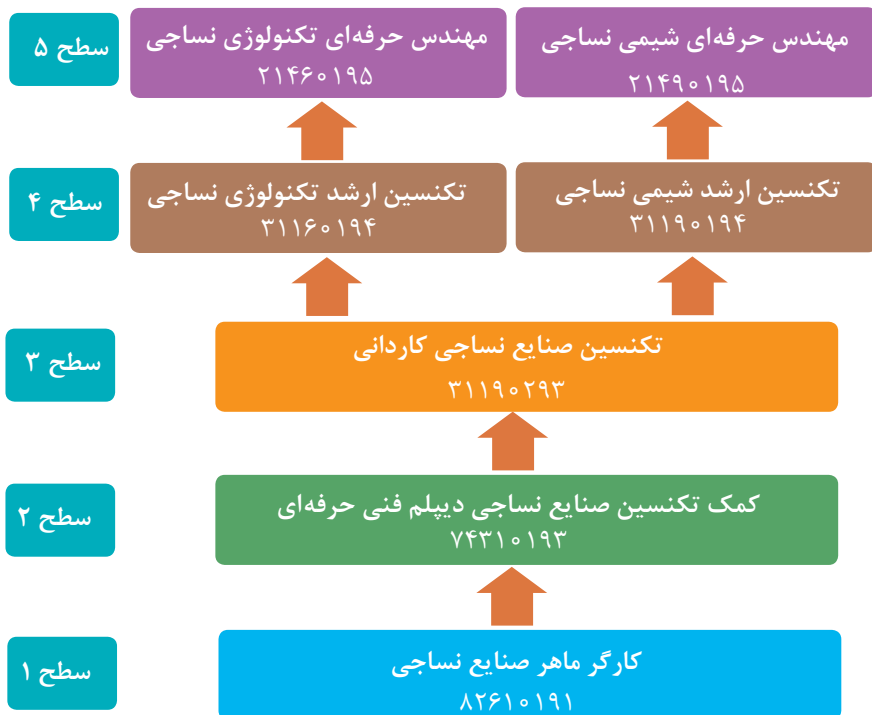 مهندس حرفه‌ای شیمی نساجی
۲۱۴۹۰۱۹۵
مهندس حرفه‌ای تکنولوژی نساجی
۲۱۴۶۰۱۹۵
سطح ۵
تکنسین ارشد شیمی نساجی
۳۱۱۹۰۱۹۴
تکنسین ارشد تکنولوژی نساجی
۳۱۱۶۰۱۹۴
سطح ۴
تکنسین صنایع نساجی کاردانی
۳۱۱۹۰۲۹۳
سطح ۳
کمک تکنسین صنایع نساجی دیپلم فنی حرفه‌ای
۷۴۳۱۰۱۹۳
سطح ۲
کارگر ماهر صنایع نساجی
۸۲۶۱۰۱۹۱
سطح ۱